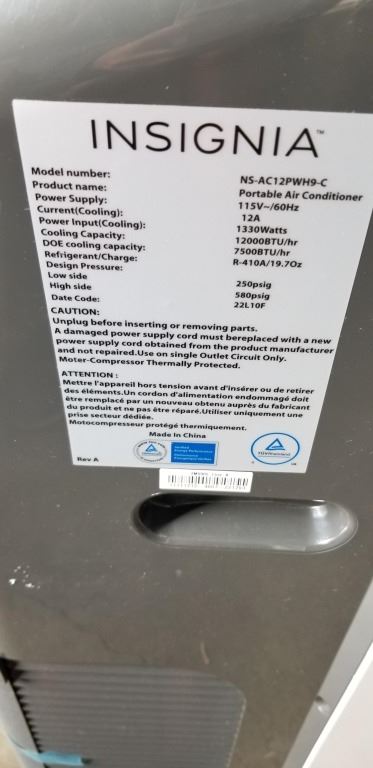 INSIGNIA™
Model number: NS-AC12PWH9-C
Product name: Portable Air Conditioner
Power Supply: 115V~/60Hz
Current(Cooling): 12A
Power Input(Cooling): 1330Watts
Cooling Capacity: 12000BTU/hr
DOE cooling capacity: 7500BTU/hr
Refrigerant/Charge: R-410A/19.7Oz
Design Pressure:
Low side 250psig
High side 580psig
Date Code: 22L10F
CAUTION:
Unplug before inserting or removing parts.
A damaged power supply cord must bereplaced with a new
power supply cord obtained from the product manufacturer
and not repaired.Use on single Outlet Circuit Only.
Moter-Compressor Thermally Protected.
ATTENTION :
Mettre l'appareil hors tension avant d'insérer ou de retirer
des éléments.Un cordon d'alimentation endommagé doit
être remplacé par un nouveau obtenu auprès du fabricant
du produit et ne pas être réparé.Utiliser uniquement une
prise secteur dédiée.
Motocompresseur protégé thermiquement.
Made In China
Verified
Energy Performance
TÜVRheinland
Rev A